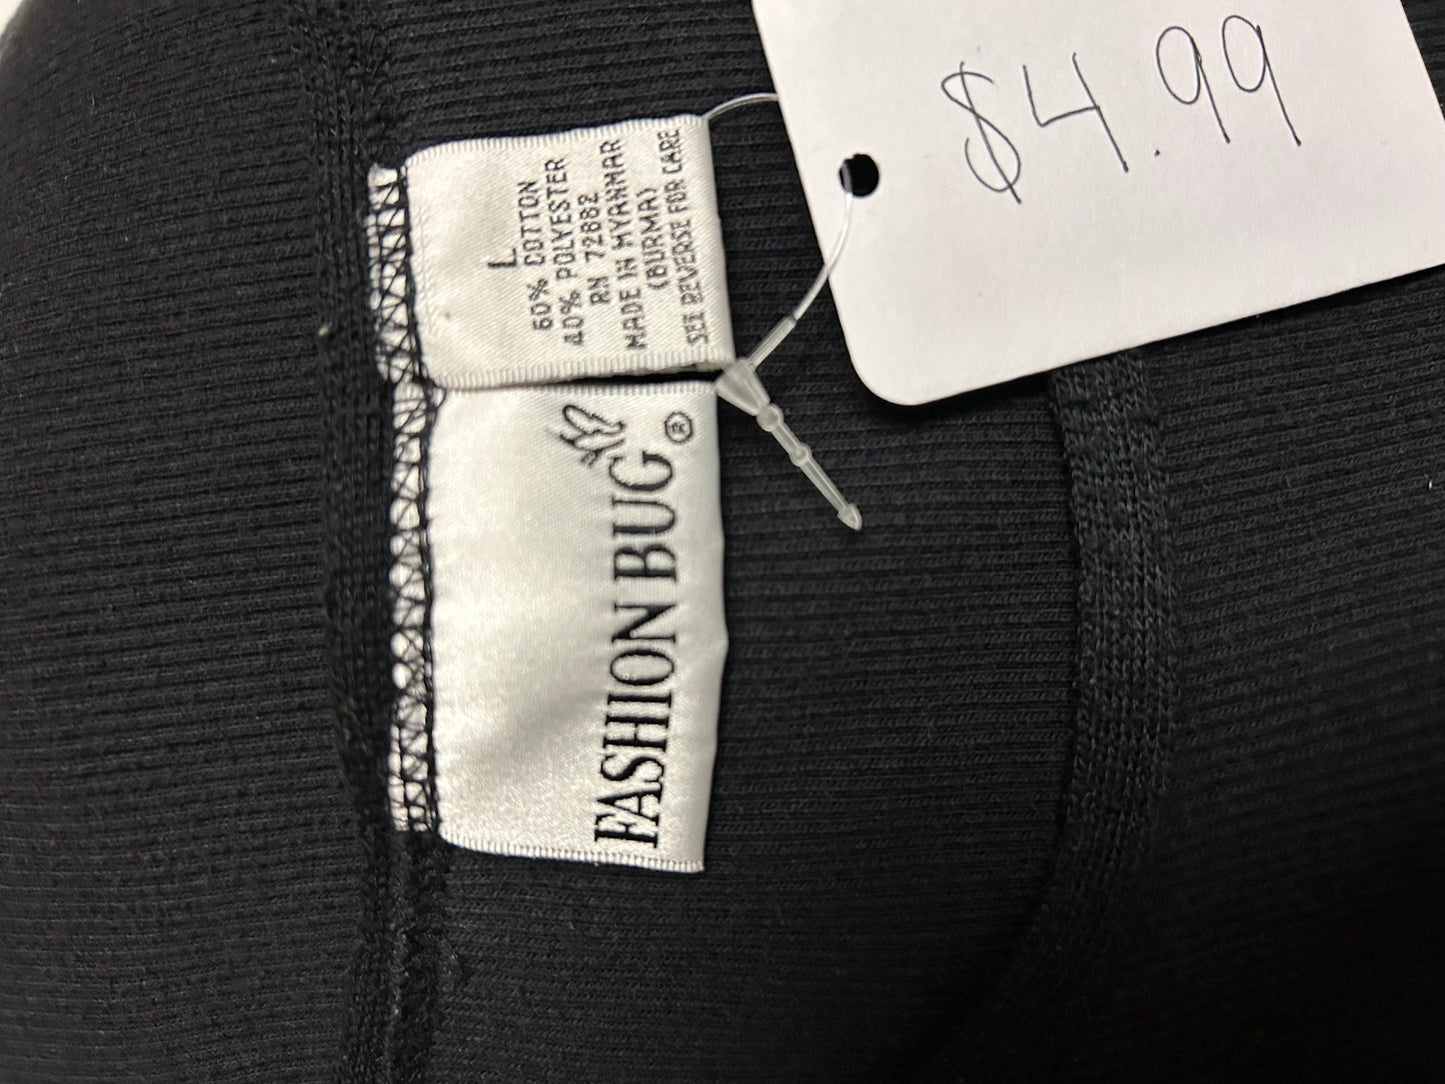 $4.99
L
60% COTTON
40% POLYESTER
RN 72882
MADE IN MYANMAR
(BURMA)
SEE REVERSE FOR CARE
FASHION BUG®